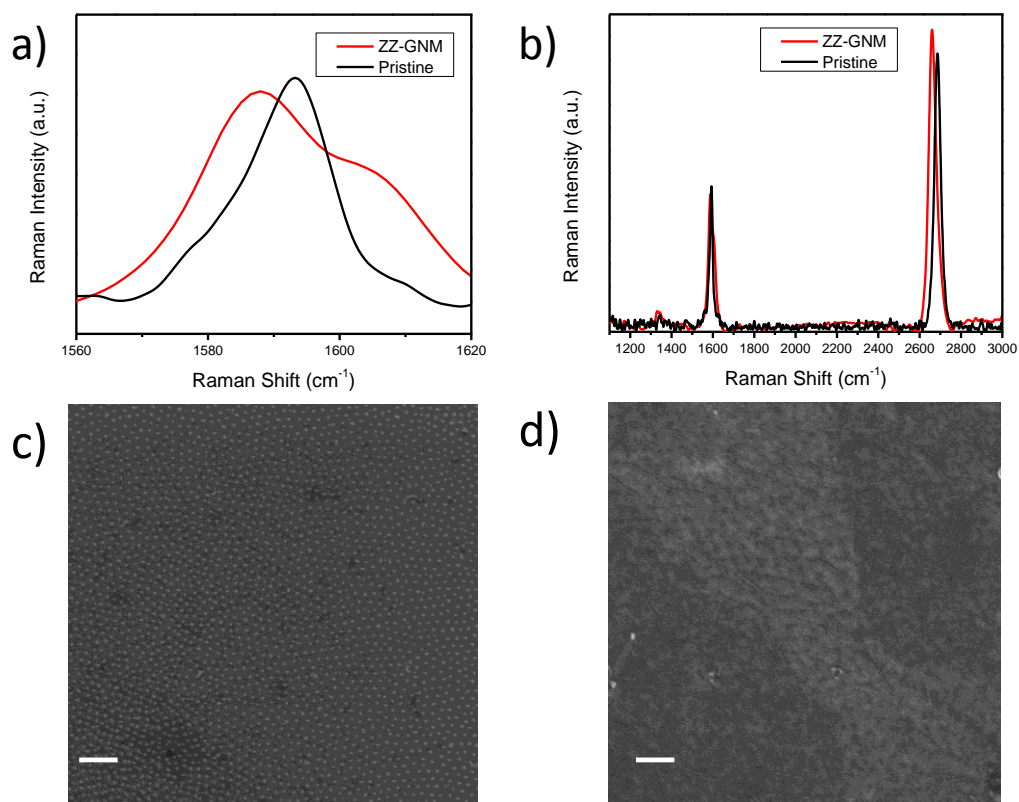 a)
ZZ-GNM
Pristine
Raman Intensity (a.u.)
1560 1580 1600 1620
Raman Shift (cm⁻¹)
b)
ZZ-GNM
Pristine
Raman Intensity (a.u.)
1200 1400 1600 1800 2000 2200 2400 2600 2800 3000
Raman Shift (cm⁻¹)
c)
d)